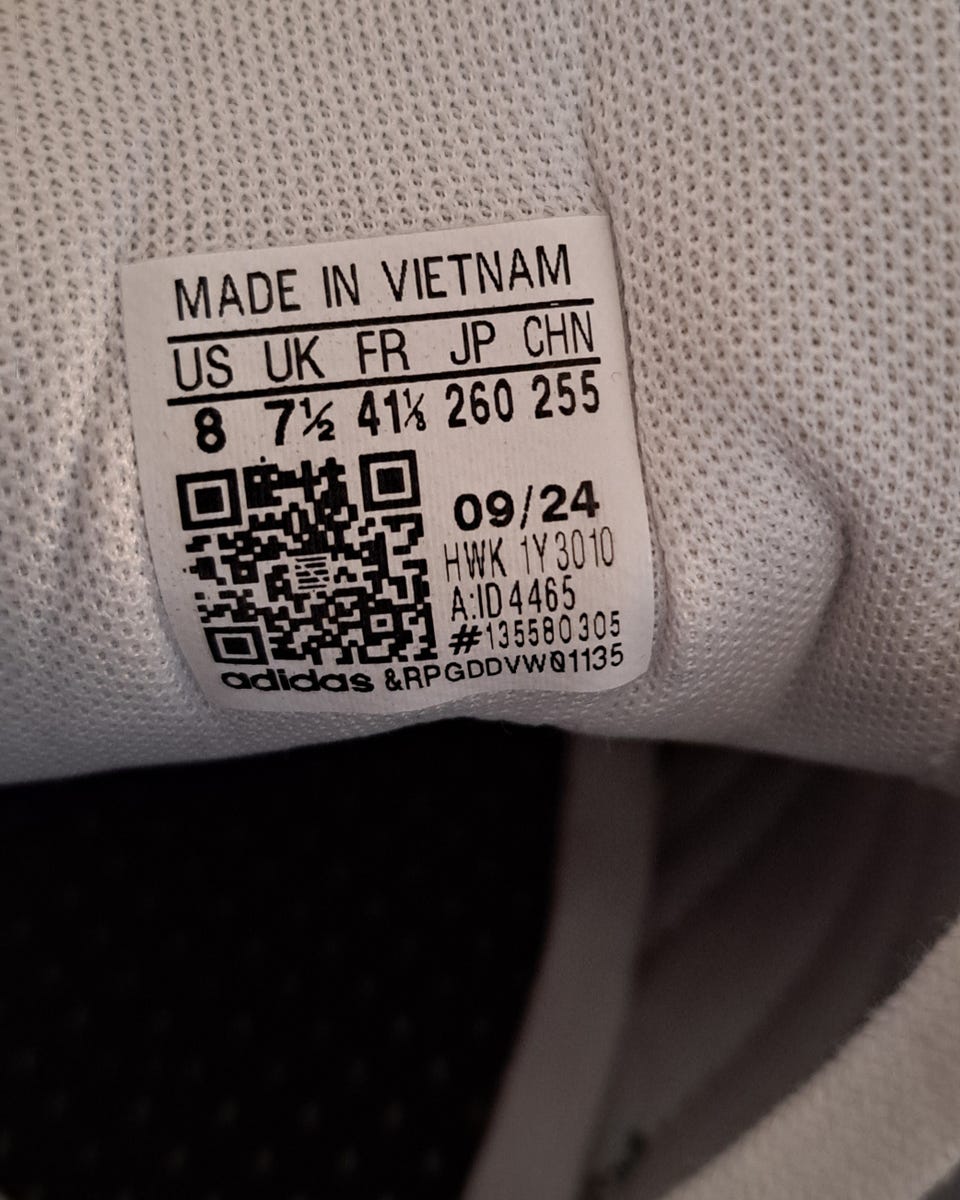 MADE IN VIETNAM
US UK FR JP CHN
8 7½ 41⅓ 260 255
09/24
HWK 1Y3010
A:ID4465
#135580305
adidas &RPGDDVW01135